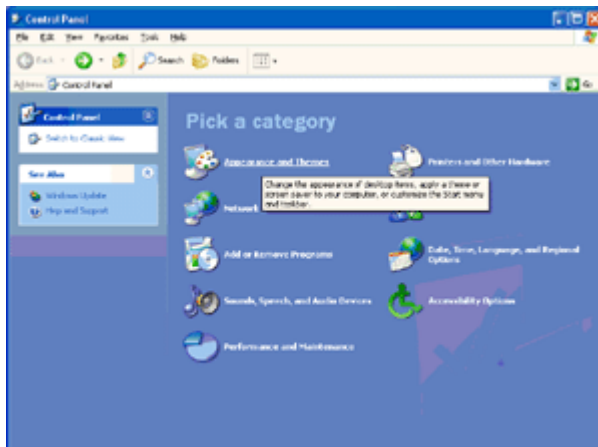 Control Panel
File Edit View Favorites Tools Help
Back Search Folders
Address Control Panel Go
Control Panel
Switch to Classic View
See Also
Windows Update
Help and Support
Pick a category
Appearance and Themes
Printers and Other Hardware
Change the appearance of desktop items, apply a theme or
screen saver to your computer, or customize the Start menu
and taskbar.
Network
Add or Remove Programs
Date, Time, Language, and Regional
Options
Sounds, Speech, and Audio Devices
Accessibility Options
Performance and Maintenance